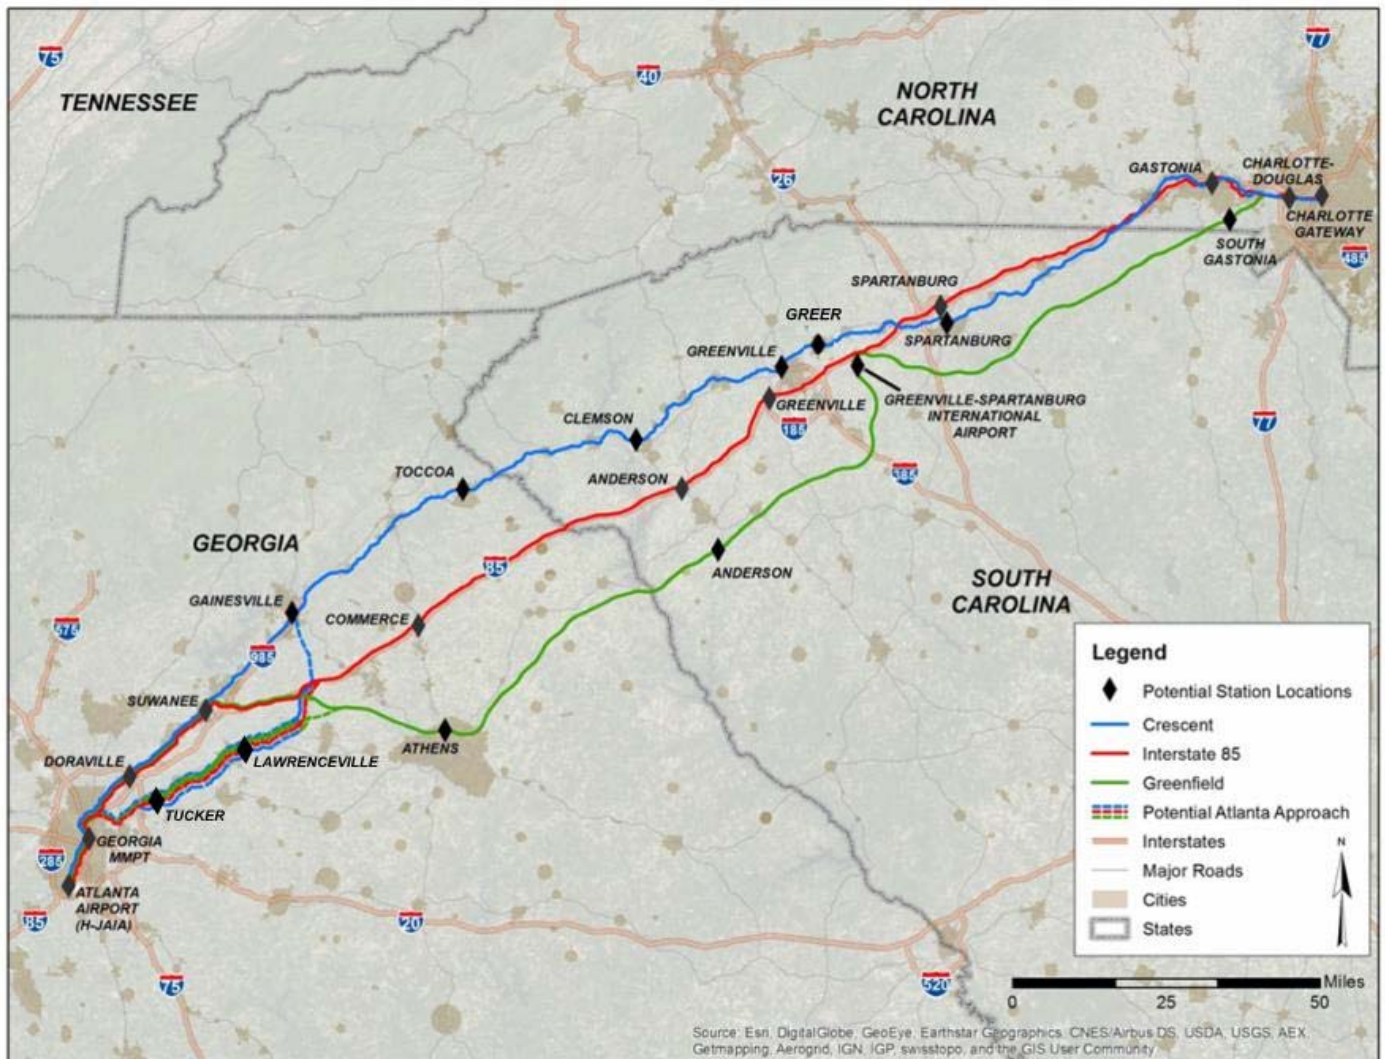 75
40
77
TENNESSEE
NORTH
CAROLINA
26
GASTONIA
CHARLOTTE-
DOUGLAS
CHARLOTTE
GATEWAY
SOUTH
GASTONIA
485
SPARTANBURG
GREER
SPARTANBURG
GREENVILLE
GREENVILLE
GREENVILLE-SPARTANBURG
INTERNATIONAL
AIRPORT
185
77
CLEMSON
TOCCOA
ANDERSON
385
GEORGIA
85
ANDERSON
SOUTH
CAROLINA
GAINESVILLE
COMMERCE
675
985
SUWANEE
ATHENS
DORAVILLE
LAWRENCEVILLE
TUCKER
GEORGIA
MMPT
285
ATLANTA
AIRPORT
(H-JAIA)
85
20
75
520
Legend
Potential Station Locations
Crescent
Interstate 85
Greenfield
Potential Atlanta Approach
Interstates
Major Roads
Cities
States
N
Miles
0
25
50
Source: Esri, DigitalGlobe, GeoEye, Earthstar Geographics, CNES/Airbus DS, USDA, USGS, AEX,
Getmapping, Aerogrid, IGN, IGP, swisstopo, and the GIS User Community